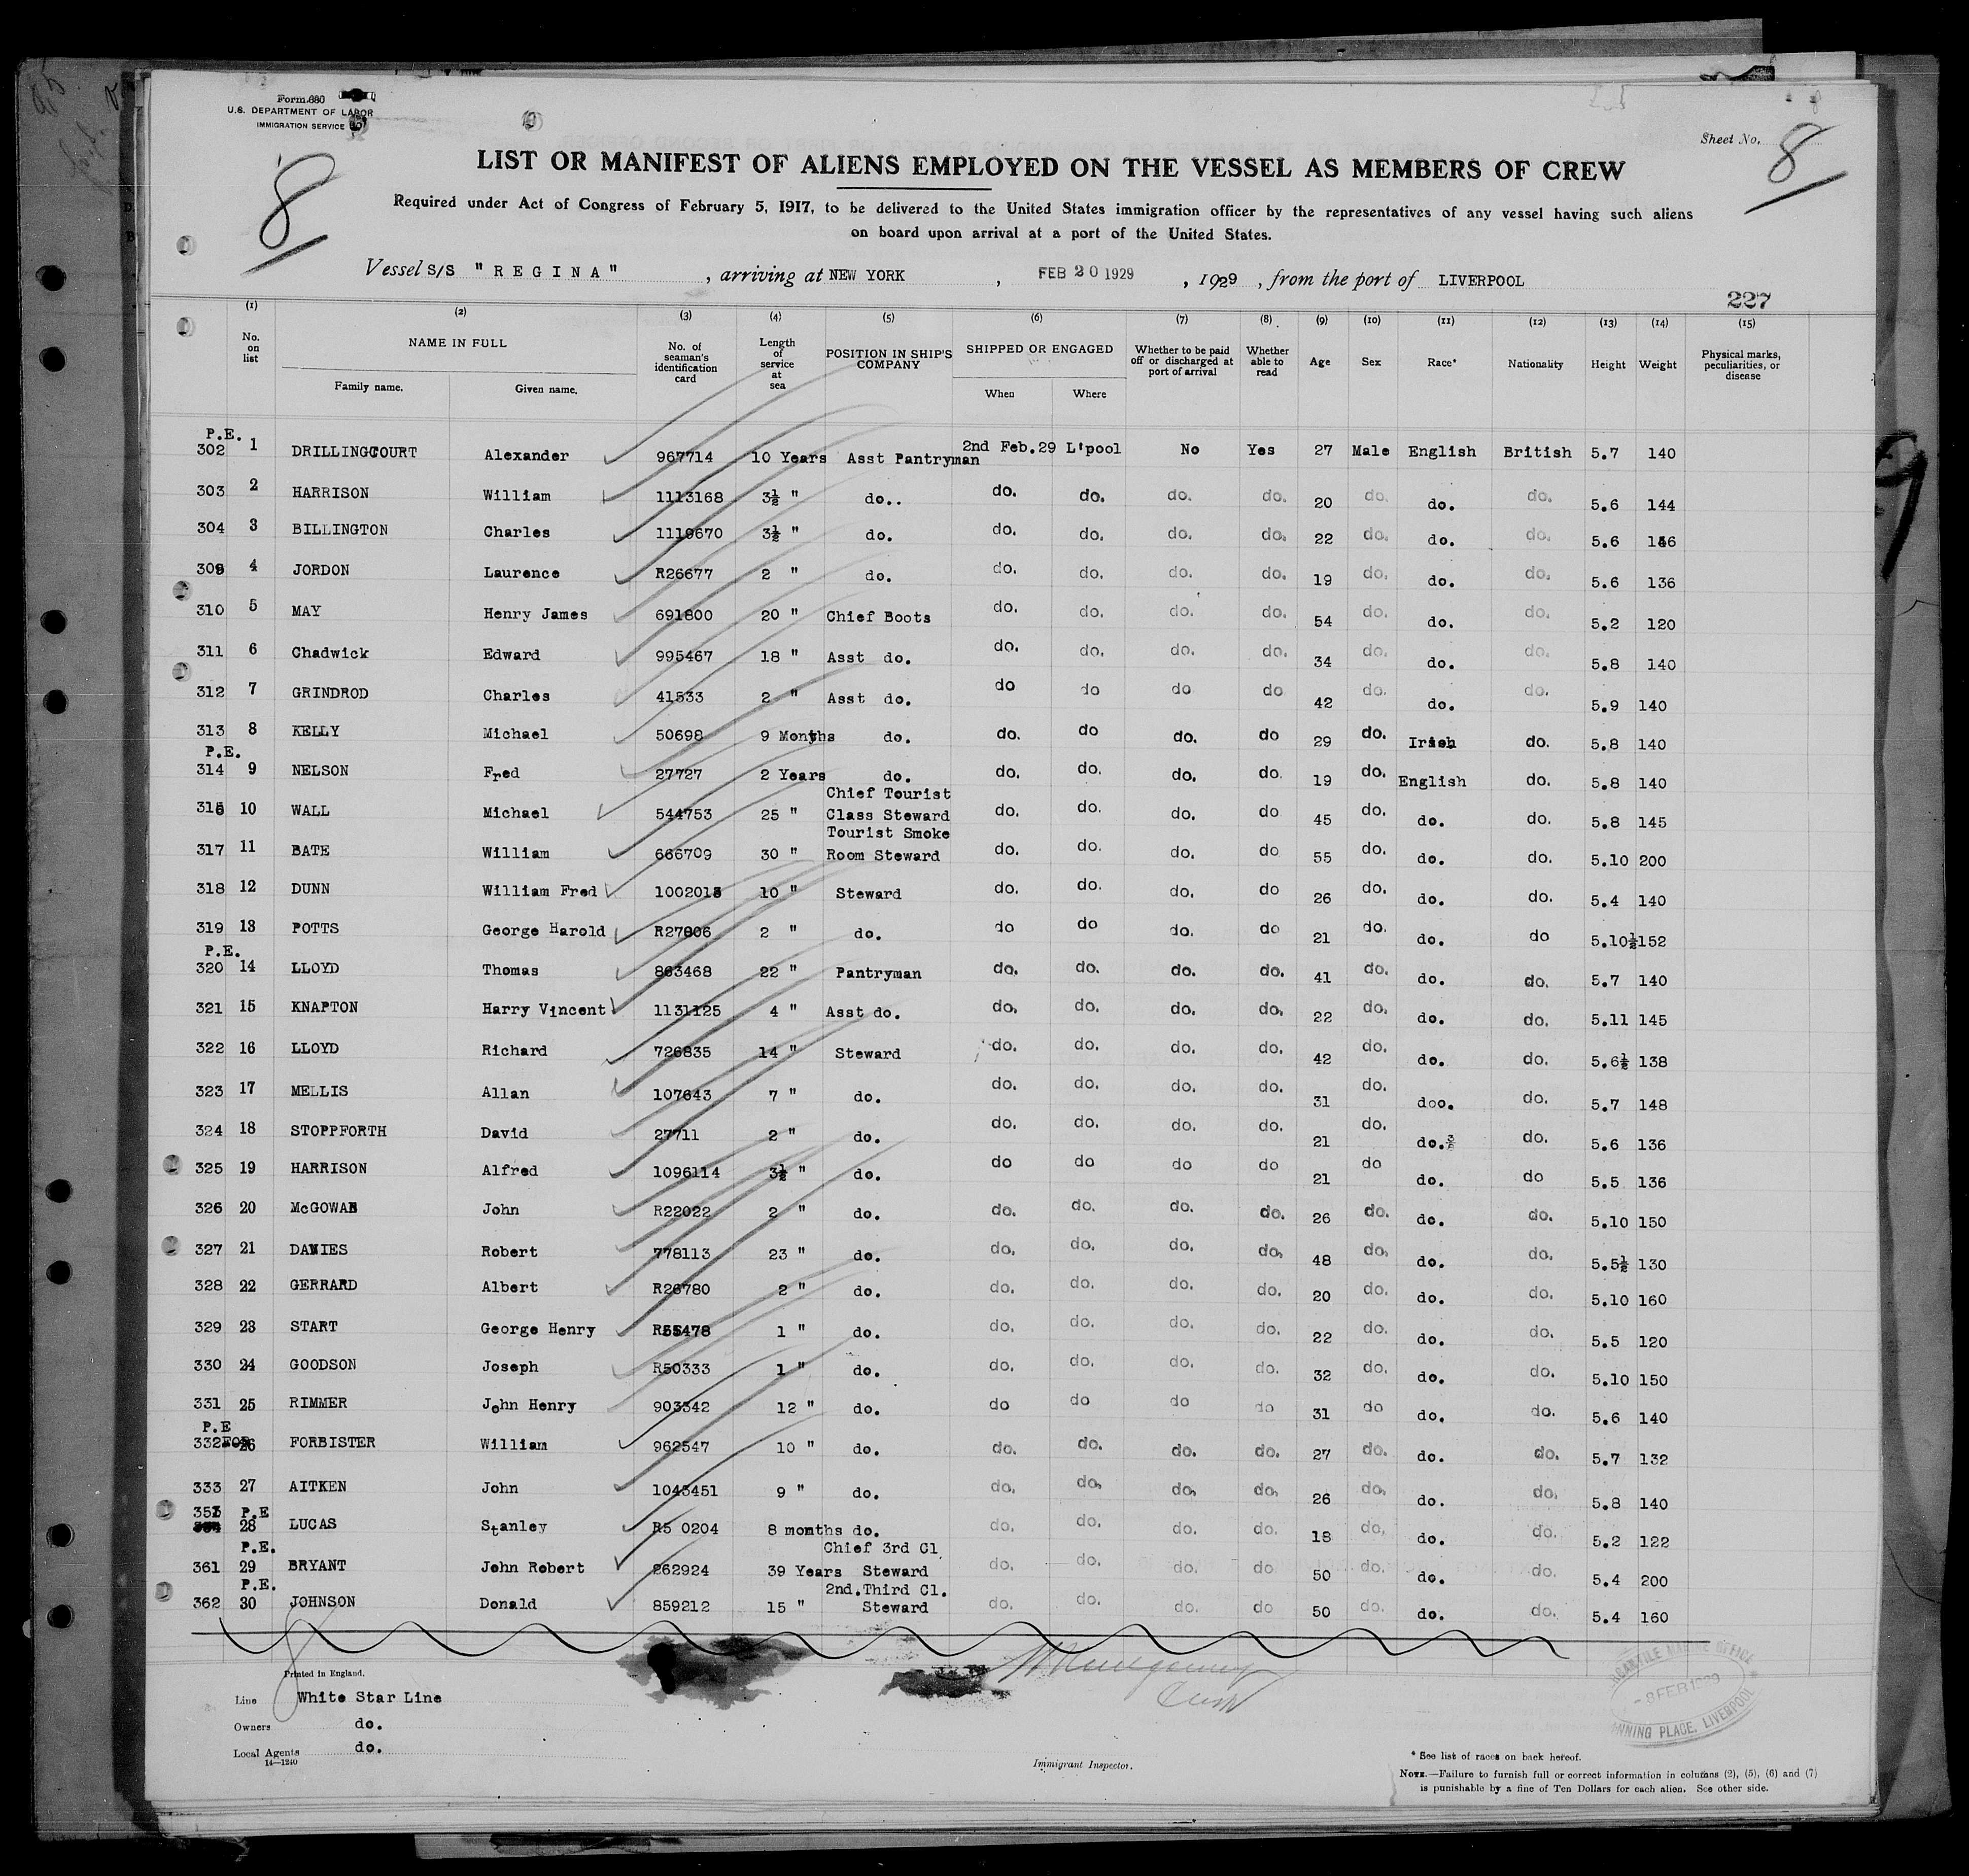 Form 680
U.S. DEPARTMENT OF LABOR
IMMIGRATION SERVICE
Sheet No. 8
8
LIST OR MANIFEST OF ALIENS EMPLOYED ON THE VESSEL AS MEMBERS OF CREW
Required under Act of Congress of February 5, 1917, to be delivered to the United States immigration officer by the representatives of any vessel having such aliens
on board upon arrival at a port of the United States.
Vessel S/S "REGINA", arriving at NEW YORK, FEB 20 1929, 1929, from the port of LIVERPOOL
227
(1) (2) (3) (4) (5) (6) (7) (8) (9) (10) (11) (12) (13) (14) (15)
No. on list NAME IN FULL Family name. Given name. No. of seaman's identification card Length of service at sea POSITION IN SHIP'S COMPANY SHIPPED OR ENGAGED When Where Whether to be paid off or discharged at port of arrival Whether able to read Age Sex Race* Nationality Height Weight Physical marks, peculiarities, or disease
P.E.
302 1 DRILLINGCOURT Alexander 967714 10 Years Asst Pantryman 2nd Feb.29 L'pool No Yes 27 Male English British 5.7 140
303 2 HARRISON William 1113168 3½ " do.. do. do. do. do. 20 do. do. do. 5.6 144
304 3 BILLINGTON Charles 1119670 3½ " do. do. do. do. do. 22 do. do. do. 5.6 146
309 4 JORDON Laurence R26677 2 " do. do. do. do. do. 19 do. do. do. 5.6 136
310 5 MAY Henry James 691800 20 " Chief Boots do. do. do. do. 54 do. do. do. 5.2 120
311 6 Chadwick Edward 995467 18 " Asst do. do. do. do. do. 34 do. do. do. 5.8 140
312 7 GRINDROD Charles 41533 2 " Asst do. do do do do 42 do. do. do. 5.9 140
313 8 KELLY Michael 50698 9 Months do. do. do do. do 29 do. Irish do. 5.8 140
P.E.
314 9 NELSON Fred 27727 2 Years do. do. do. do. do. 19 do. English do. 5.8 140
Chief Tourist
315 10 WALL Michael 544753 25 " Class Steward do. do. do. do 45 do. do. do. 5.8 145
Tourist Smoke
317 11 BATE William 666709 30 " Room Steward do. do. do. do 55 do. do. do. 5.10 200
318 12 DUNN William Fred 1002013 10 " Steward do. do. do. do 26 do. do. do. 5.4 140
319 13 POTTS George Harold R27806 2 " do. do do do. do 21 do. do. do 5.10½ 152
P.E.
320 14 LLOYD Thomas 863468 22 " Pantryman do. do. do. do. 41 do. do. do. 5.7 140
321 15 KNAPTON Harry Vincent 1131125 4 " Asst do. do. do. do. do. 22 do. do. do. 5.11 145
322 16 LLOYD Richard 726835 14 " Steward do. do. do. do. 42 do. do. do. 5.6½ 138
323 17 MELLIS Allan 107643 7 " do. do. do. do. do. 31 do. doo. do. 5.7 148
324 18 STOPPFORTH David 27711 2 " do. do. do. do. do. 21 do. do. do. 5.6 136
325 19 HARRISON Alfred 1096114 3½ " do. do do do do 21 do do. do 5.5 136
326 20 McGOWAN John R22022 2 " do. do. do. do. do. 26 do. do. do. 5.10 150
327 21 DAVIES Robert 778113 23 " do. do. do. do. do. 48 do. do. do. 5.5½ 130
328 22 GERRARD Albert R26780 2 " do. do. do. do. do. 20 do. do. do. 5.10 160
329 23 START George Henry R55478 1 " do. do. do. do. do. 22 do. do. do. 5.5 120
330 24 GOODSON Joseph R50333 1 " do. do. do. do. do. 32 do. do. do. 5.10 150
331 25 RIMMER John Henry 903342 12 " do. do do do do 31 do do. do. 5.6 140
P.E
332 26 FORBISTER William 962547 10 " do. do. do. do. do. 27 do. do. do. 5.7 132
333 27 AITKEN John 1043451 9 " do. do. do. do. do. 26 do. do. do. 5.8 140
P.E
28 LUCAS Stanley R5 0204 8 months do. do. do. do. do. 18 do. do. do. 5.2 122
P.E. Chief 3rd Cl
361 29 BRYANT John Robert 262924 39 Years Steward do. do. do. do. 50 do. do. do. 5.4 200
P.E. 2nd.Third Cl.
362 30 JOHNSON Donald 859212 15 " Steward do. do. do. do 50 do. do. do. 5.4 160
Printed in England.
Line White Star Line
Owners do.
Local Agents do.
14—1240
Immigrant Inspector.
MERCANTILE MARINE OFFICE
-8 FEB 1929
CANNING PLACE, LIVERPOOL
* See list of races on back hereof.
NOTE.—Failure to furnish full or correct information in columns (2), (5), (6) and (7)
is punishable by a fine of Ten Dollars for each alien. See other side.